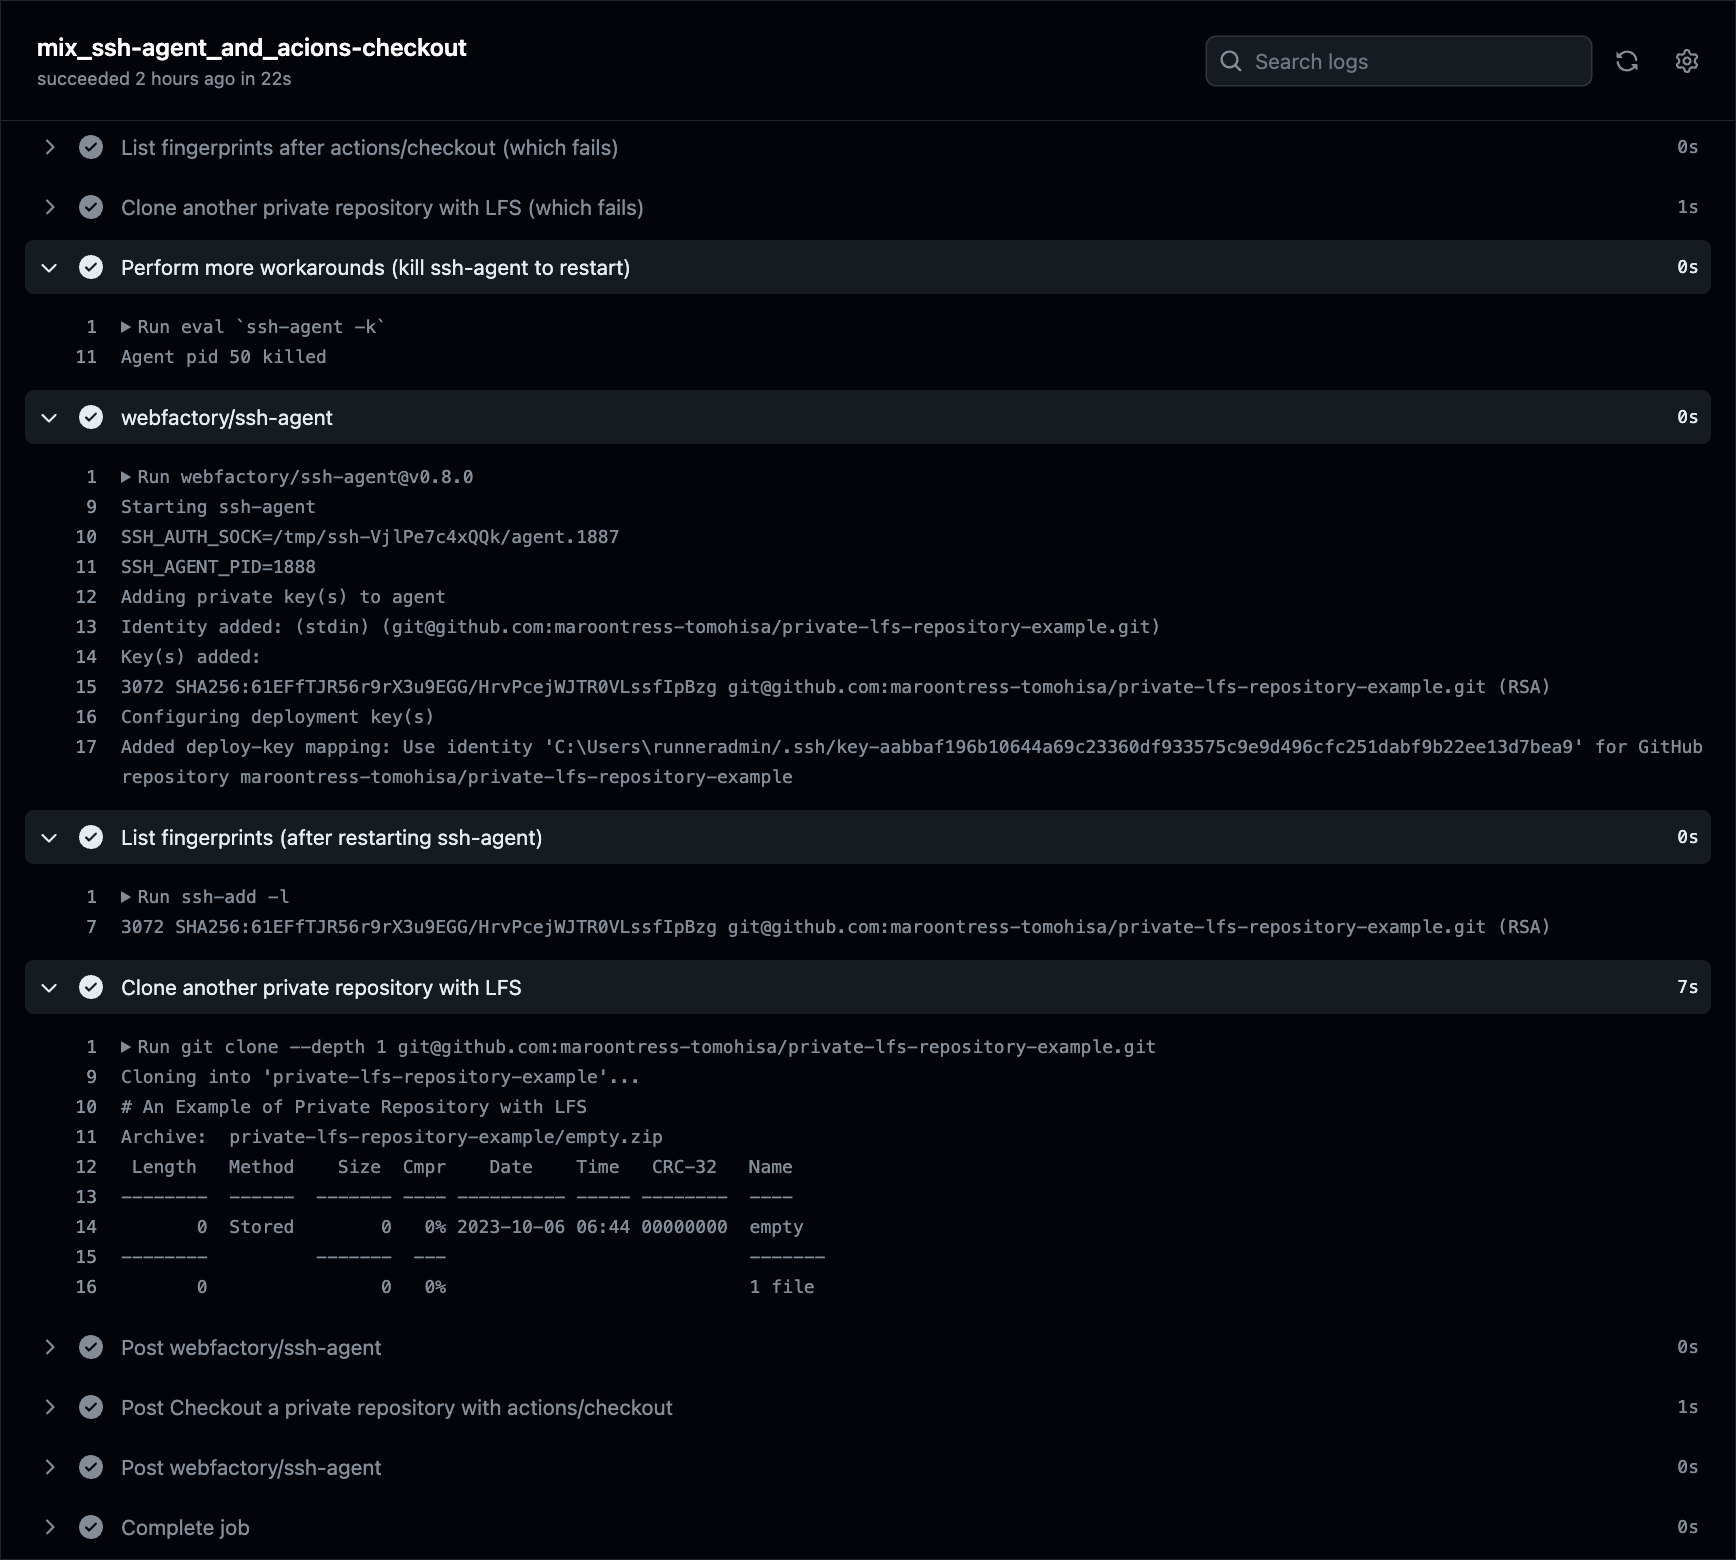 mix_ssh-agent_and_acions-checkout
succeeded 2 hours ago in 22s
Search logs
List fingerprints after actions/checkout (which fails) 0s
Clone another private repository with LFS (which fails) 1s
Perform more workarounds (kill ssh-agent to restart) 0s
1 ▶ Run eval `ssh-agent -k`
11 Agent pid 50 killed
webfactory/ssh-agent 0s
1 ▶ Run webfactory/ssh-agent@v0.8.0
9 Starting ssh-agent
10 SSH_AUTH_SOCK=/tmp/ssh-VjlPe7c4xQQk/agent.1887
11 SSH_AGENT_PID=1888
12 Adding private key(s) to agent
13 Identity added: (stdin) (git@github.com:maroontress-tomohisa/private-lfs-repository-example.git)
14 Key(s) added:
15 3072 SHA256:61EFfTJR56r9rX3u9EGG/HrvPcejWJTR0VLssfIpBzg git@github.com:maroontress-tomohisa/private-lfs-repository-example.git (RSA)
16 Configuring deployment key(s)
17 Added deploy-key mapping: Use identity 'C:\Users\runneradmin/.ssh/key-aabbaf196b10644a69c23360df933575c9e9d496cfc251dabf9b22ee13d7bea9' for GitHub
repository maroontress-tomohisa/private-lfs-repository-example
List fingerprints (after restarting ssh-agent) 0s
1 ▶ Run ssh-add -l
7 3072 SHA256:61EFfTJR56r9rX3u9EGG/HrvPcejWJTR0VLssfIpBzg git@github.com:maroontress-tomohisa/private-lfs-repository-example.git (RSA)
Clone another private repository with LFS 7s
1 ▶ Run git clone --depth 1 git@github.com:maroontress-tomohisa/private-lfs-repository-example.git
9 Cloning into 'private-lfs-repository-example'...
10 # An Example of Private Repository with LFS
11 Archive:  private-lfs-repository-example/empty.zip
12  Length   Method    Size  Cmpr    Date    Time   CRC-32   Name
13 --------  ------  ------- ---- ---------- ----- --------  ----
14        0  Stored        0   0% 2023-10-06 06:44 00000000  empty
15 --------          -------  ---                            -------
16        0                0   0%                            1 file
Post webfactory/ssh-agent 0s
Post Checkout a private repository with actions/checkout 1s
Post webfactory/ssh-agent 0s
Complete job 0s